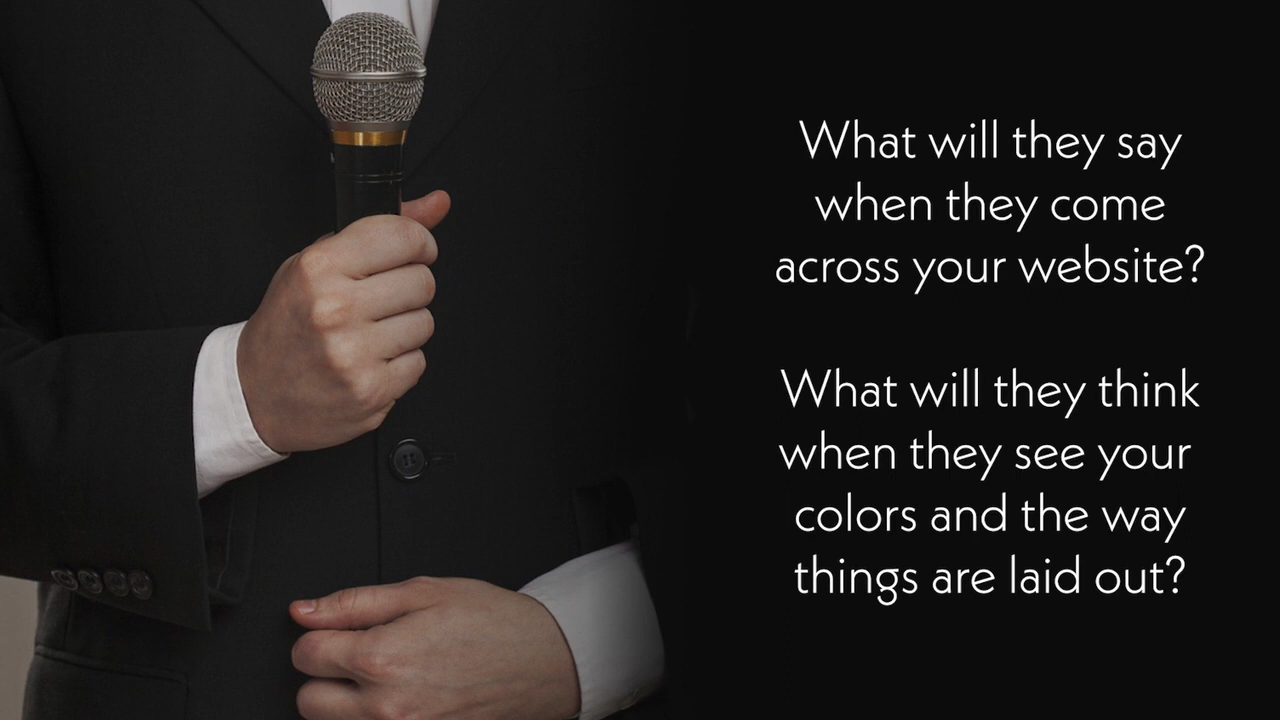 What will they say
when they come
across your website?
What will they think
when they see your
colors and the way
things are laid out?